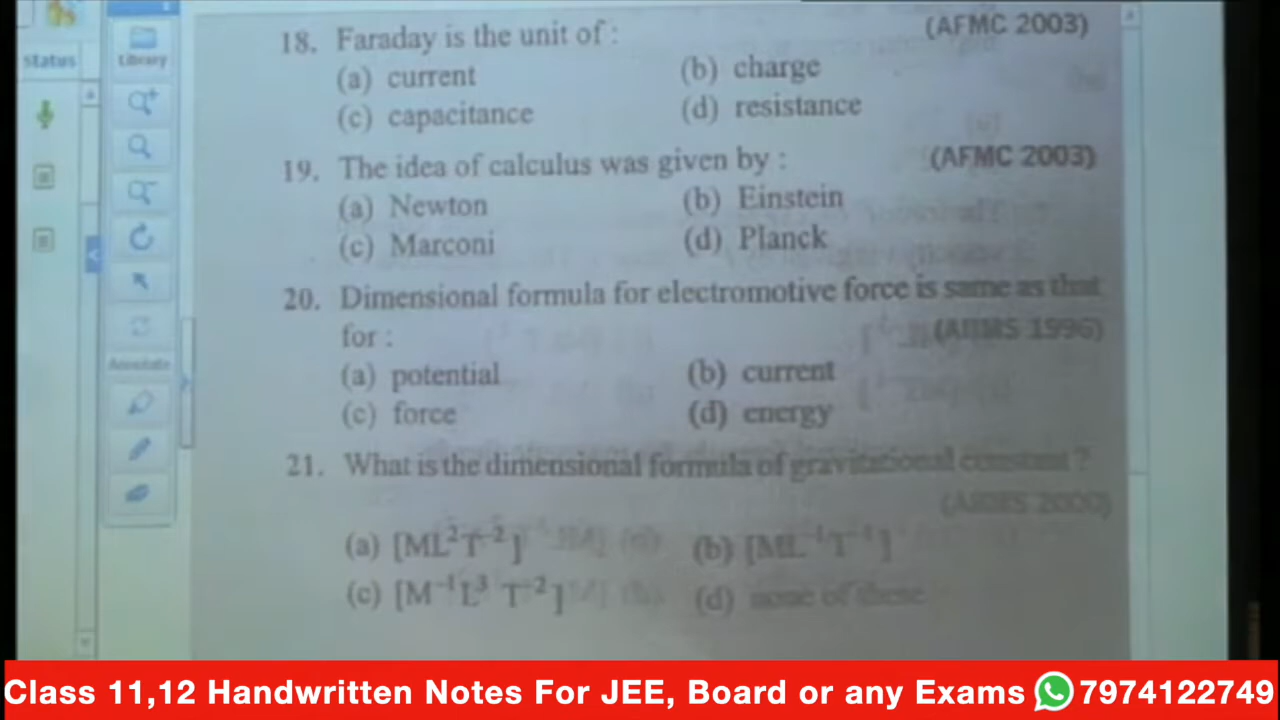 status
Library
Annotate
18. Faraday is the unit of : (AFMC 2003)
(a) current (b) charge
(c) capacitance (d) resistance
19. The idea of calculus was given by : (AFMC 2003)
(a) Newton (b) Einstein
(c) Marconi (d) Planck
20. Dimensional formula for electromotive force is same as that
for : (AIIMS 1996)
(a) potential (b) current
(c) force (d) energy
21. What is the dimensional formula of gravitational constant ?
2000)
(a) [ML²T⁻²] (b) [ML⁻¹T⁻¹]
(c) [M⁻¹L³ T⁻²] (d) none of these
Class 11,12 Handwritten Notes For JEE, Board or any Exams 7974122749